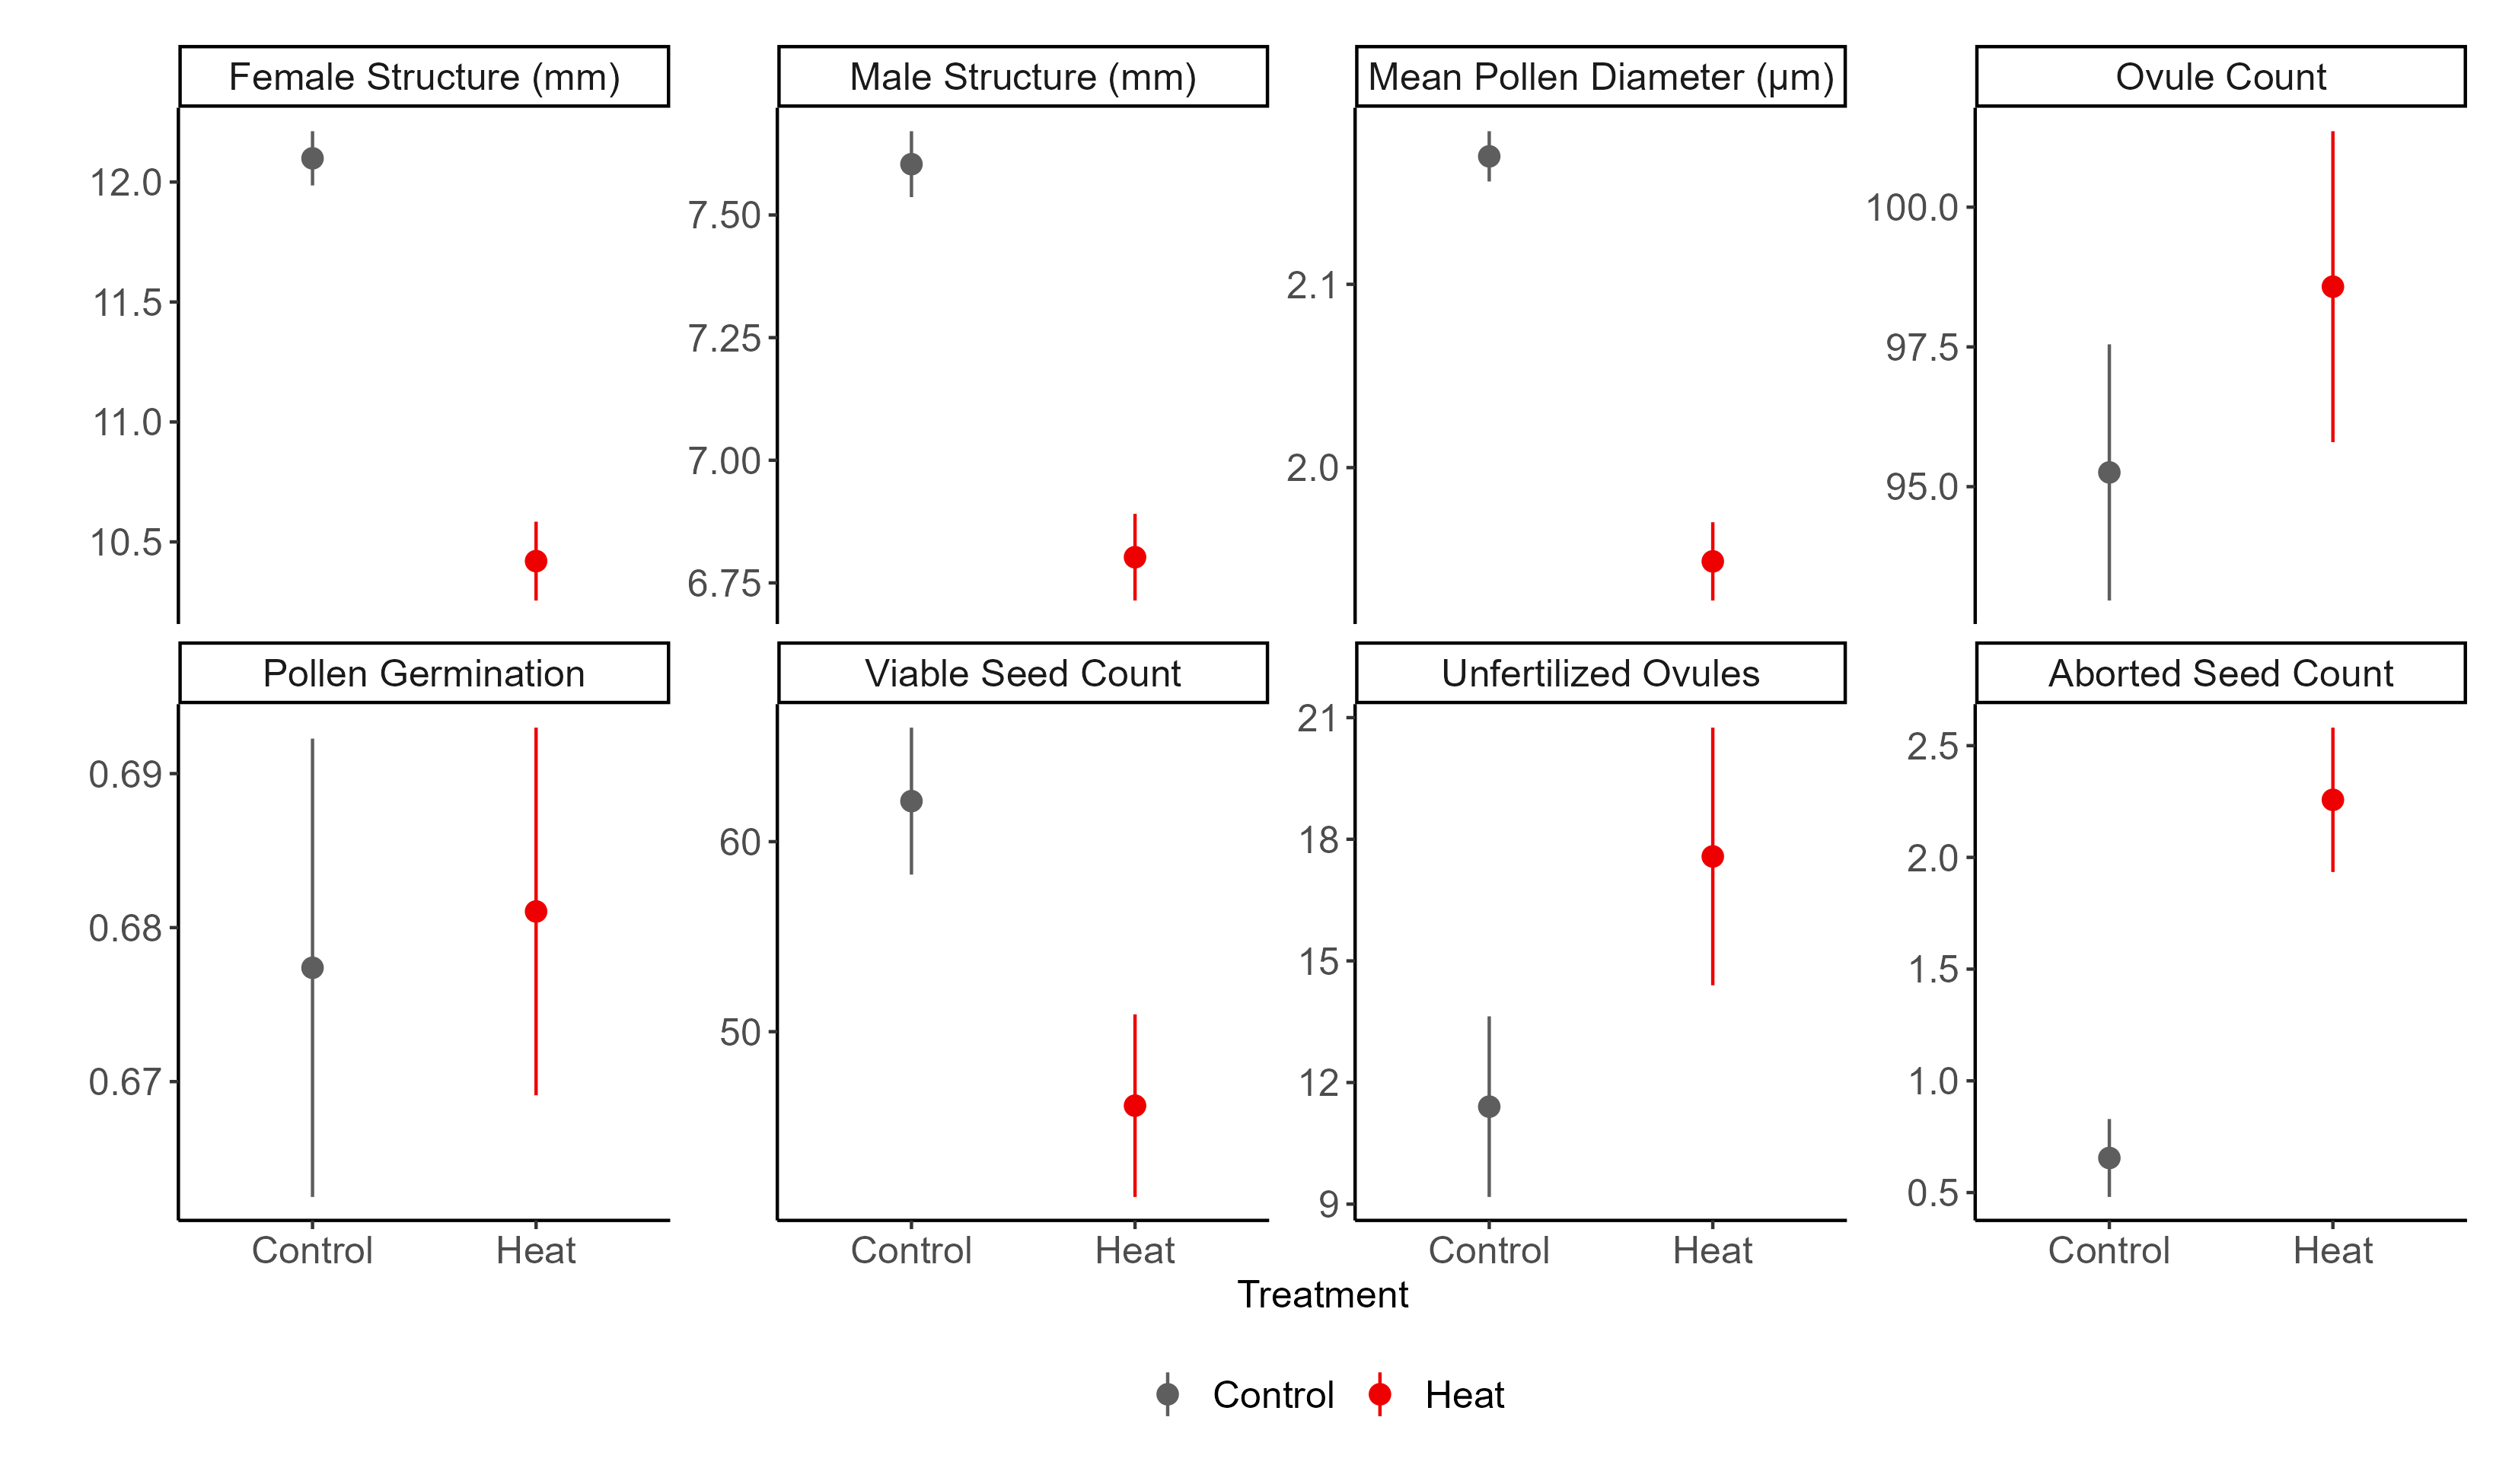 Female Structure (mm)
Male Structure (mm)
Mean Pollen Diameter (µm)
Ovule Count
12.0
11.5
11.0
10.5
7.50
7.25
7.00
6.75
2.1
2.0
100.0
97.5
95.0
Pollen Germination
Viable Seed Count
Unfertilized Ovules
Aborted Seed Count
0.69
0.68
0.67
60
50
21
18
15
12
9
2.5
2.0
1.5
1.0
0.5
Control Heat
Control Heat
Control Heat
Control Heat
Treatment
Control Heat